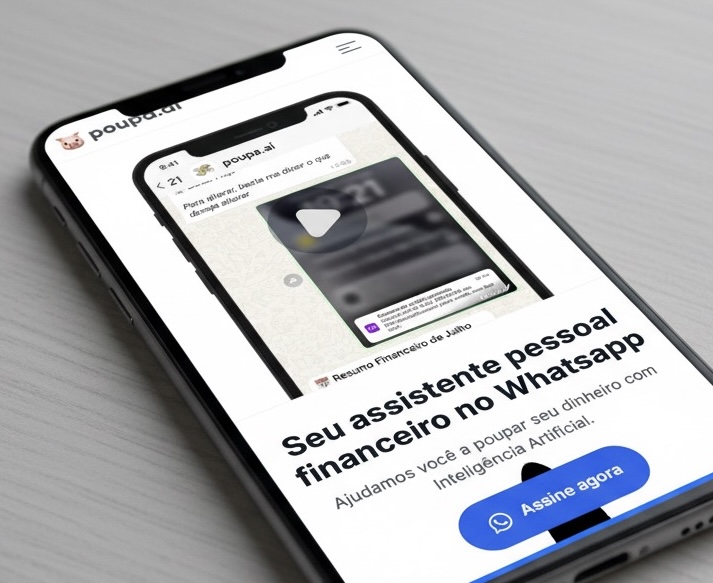 poupa.ai
9:41
21
poupa.ai
Para alterar, basta me dizer o que
deseja alterar
Resumo Financeiro de Julho
Seu assistente pessoal
financeiro no Whatsapp
Ajudamos você a poupar seu dinheiro com
Inteligência Artificial.
Assine agora